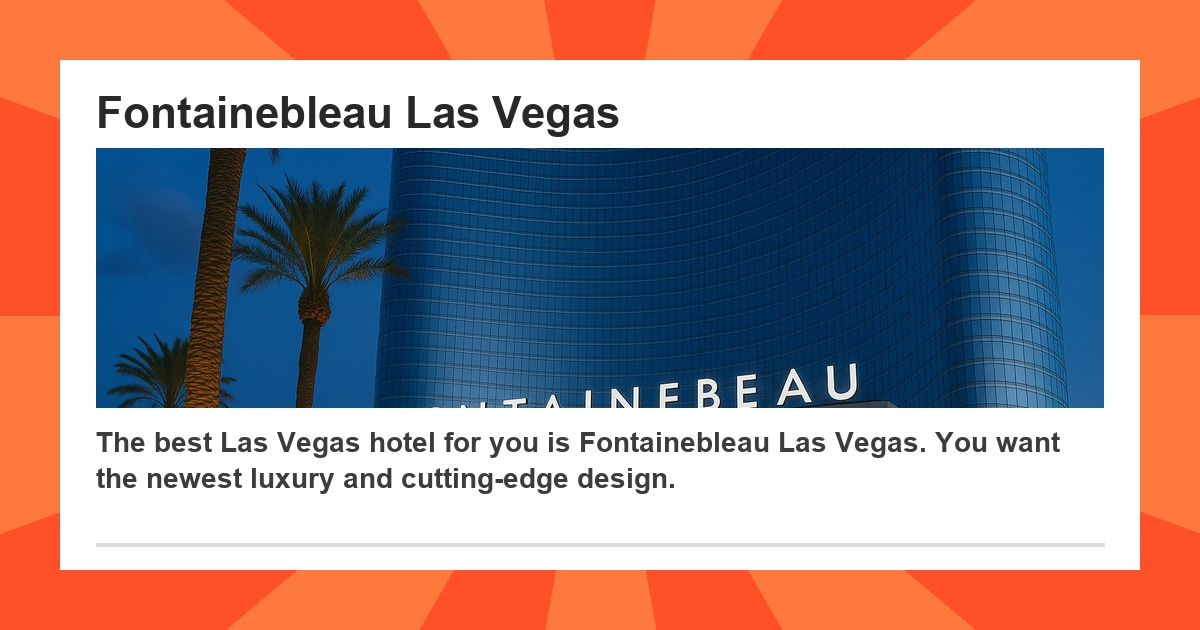 Fontainebleau Las Vegas
NTAINEBEAU
The best Las Vegas hotel for you is Fontainebleau Las Vegas. You want
the newest luxury and cutting-edge design.